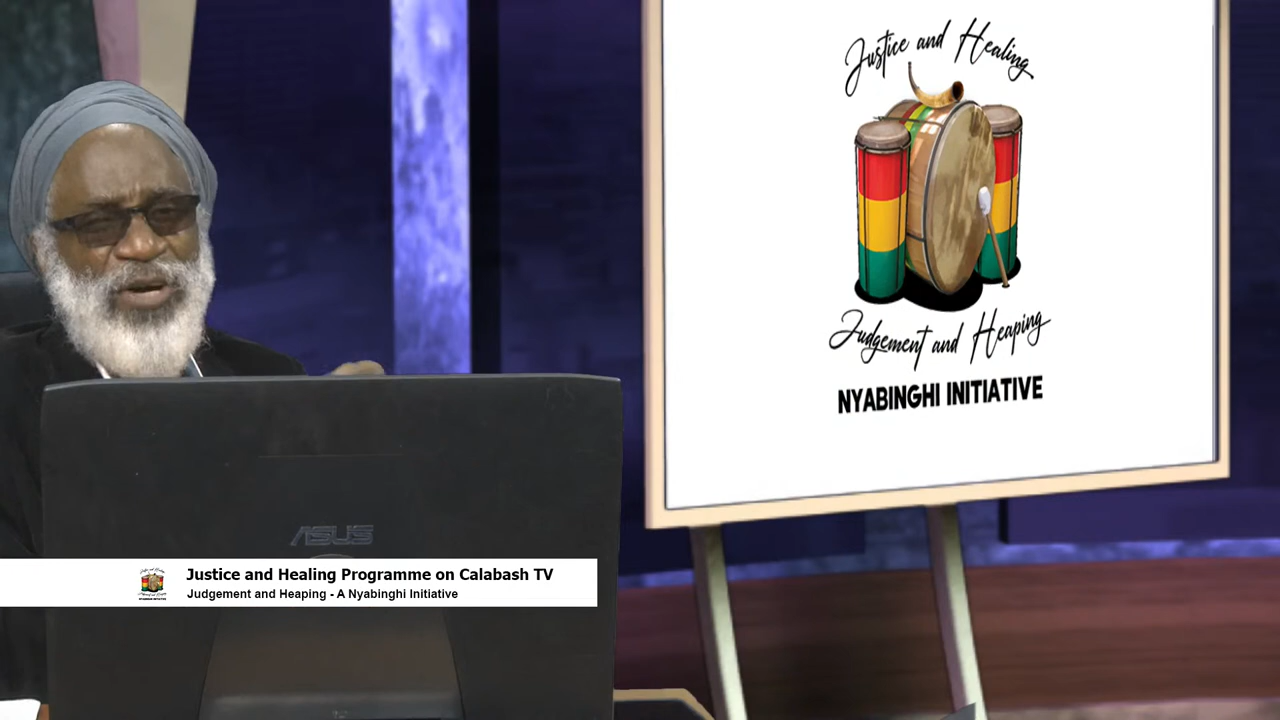 Justice and Healing
Judgement and Heaping
NYABINGHI INITIATIVE
ASUS
Justice and Healing Programme on Calabash TV
Judgement and Heaping - A Nyabinghi Initiative